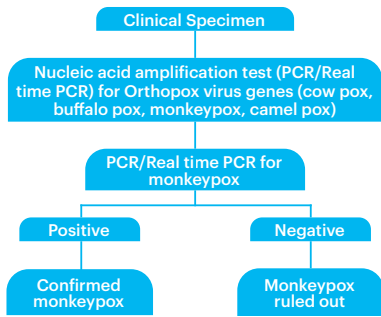 Clinical Specimen
Nucleic acid amplification test (PCR/Real
time PCR) for Orthopox virus genes (cow pox,
buffalo pox, monkeypox, camel pox)
PCR/Real time PCR for
monkeypox
Positive
Negative
Confirmed
monkeypox
Monkeypox
ruled out